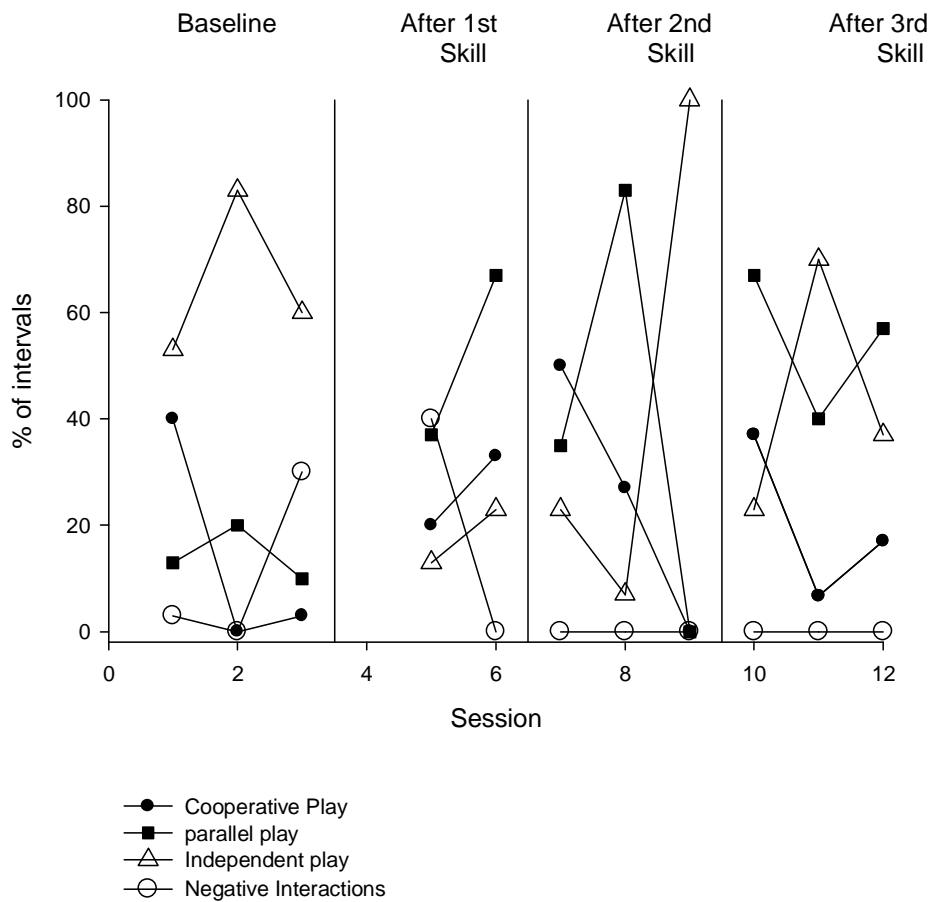 Baseline
After 1st
Skill
After 2nd
Skill
After 3rd
Skill
100
80
60
40
20
0
% of intervals
0 2 4 6 8 10 12
Session
Cooperative Play
parallel play
Independent play
Negative Interactions